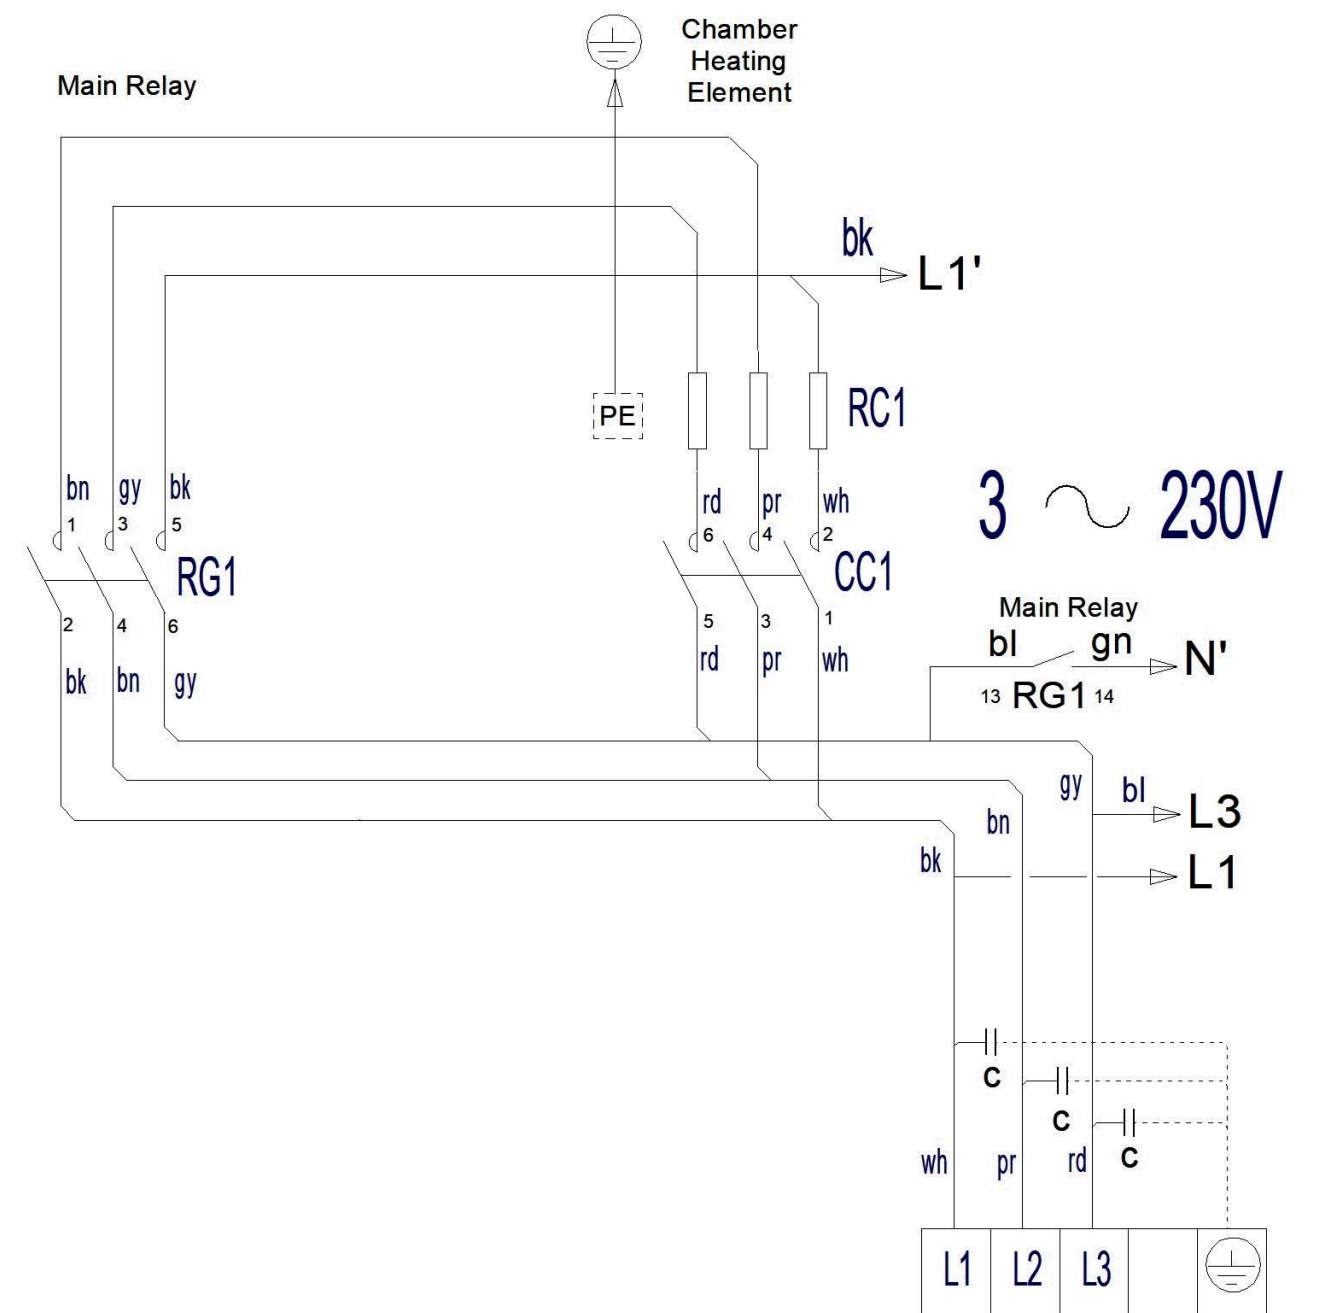 Chamber
Heating
Element
Main Relay
bk
L1'
PE
RC1
bn gy bk
1 3 5
RG1
rd pr wh
6 4 2
CC1
3 230V
2 4 6
bk bn gy
5 3 1
rd pr wh
Main Relay
bl gn
N'
13 RG1 14
gy bl
L3
bn
bk
L1
C
C
C
wh pr rd
L1 L2 L3